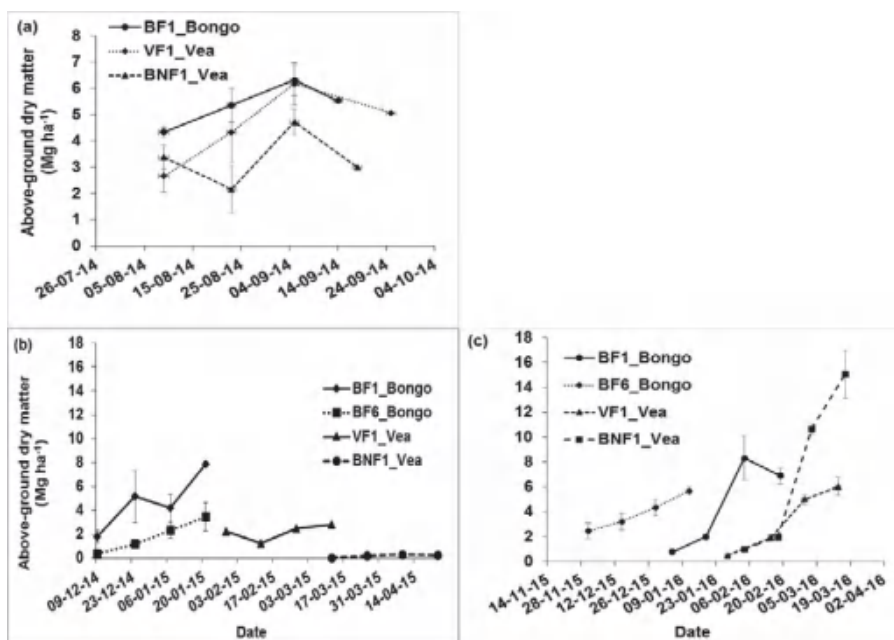 (a)
BF1_Bongo
VF1_Vea
BNF1_Vea
Above-ground dry matter
(Mg ha⁻¹)
8
7
6
5
4
3
2
1
0
26-07-14
05-08-14
15-08-14
25-08-14
04-09-14
14-09-14
24-09-14
04-10-14
(b)
BF1_Bongo
BF6_Bongo
VF1_Vea
BNF1_Vea
Above-ground dry matter
(Mg ha⁻¹)
18
16
14
12
10
8
6
4
2
0
09-12-14
23-12-14
06-01-15
20-01-15
03-02-15
17-02-15
03-03-15
17-03-15
31-03-15
14-04-15
Date
(c)
BF1_Bongo
BF6_Bongo
VF1_Vea
BNF1_Vea
18
16
14
12
10
8
6
4
2
0
14-11-15
28-11-15
12-12-15
26-12-15
09-01-16
23-01-16
06-02-16
20-02-16
05-03-16
19-03-16
02-04-16
Date